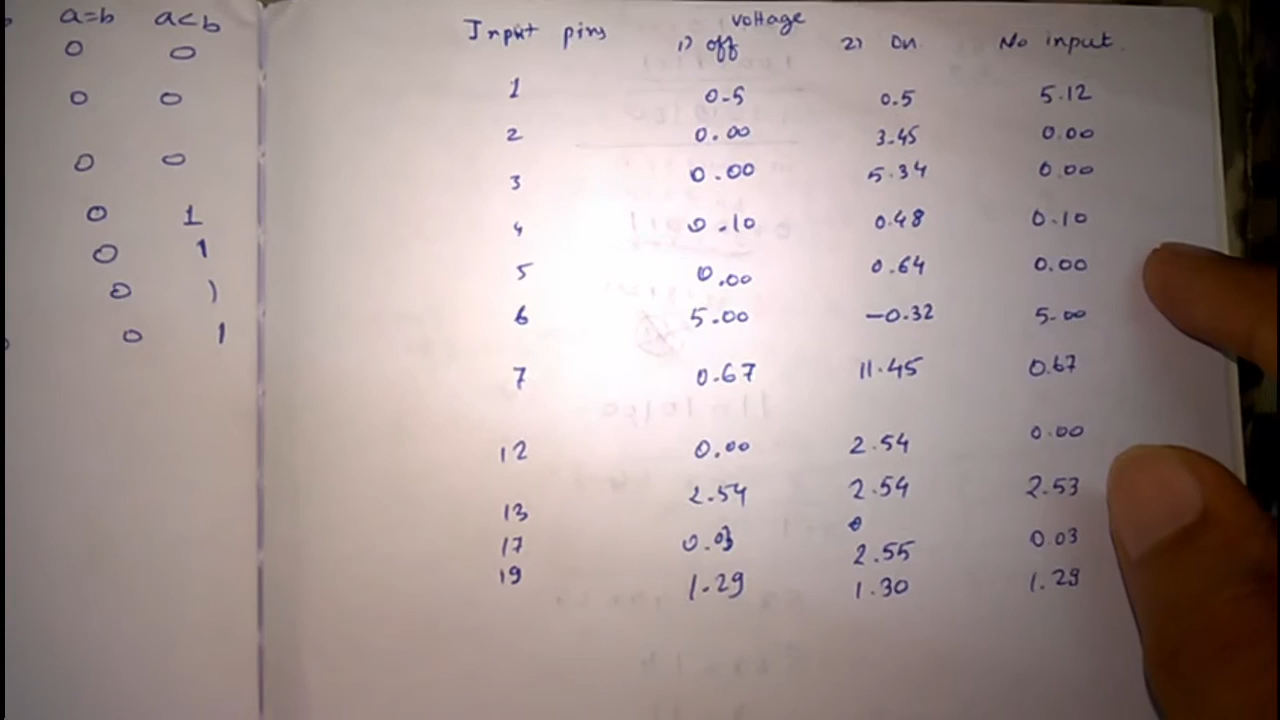 a=b a<b
0 0
0 0
0 0
0 1
0 1
0 )
0 1
Input pins voltage
1) off 2) On No input.
1 0.5 0.5 5.12
2 0.00 3.45 0.00
3 0.00 5.34 0.00
4 0.10 0.48 0.10
5 0.00 0.64 0.00
6 5.00 -0.32 5.00
7 0.67 11.45 0.67
12 0.00 2.54 0.00
13 2.54 2.54 2.53
17 0.03 2.55 0.03
19 1.29 1.30 1.29